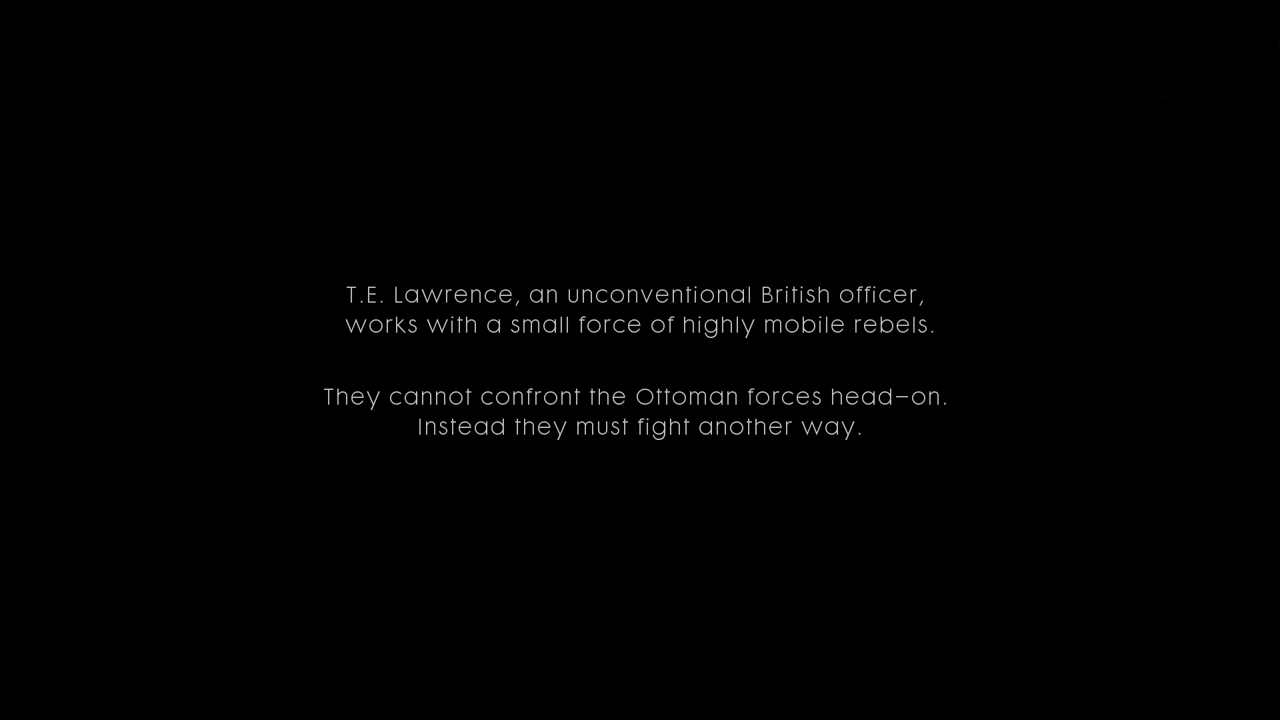 T.E. Lawrence, an unconventional British officer,
works with a small force of highly mobile rebels.
They cannot confront the Ottoman forces head–on.
Instead they must fight another way.